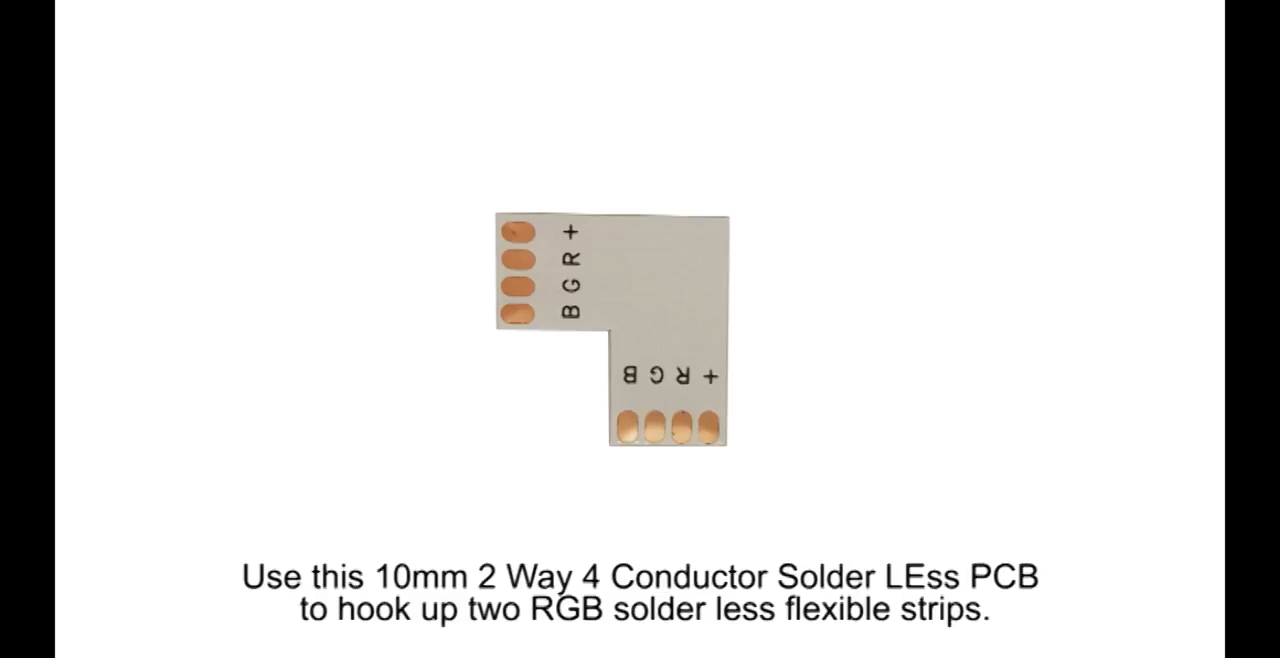 +
R
G
B
B G R +
Use this 10mm 2 Way 4 Conductor Solder LEss PCB
to hook up two RGB solder less flexible strips.